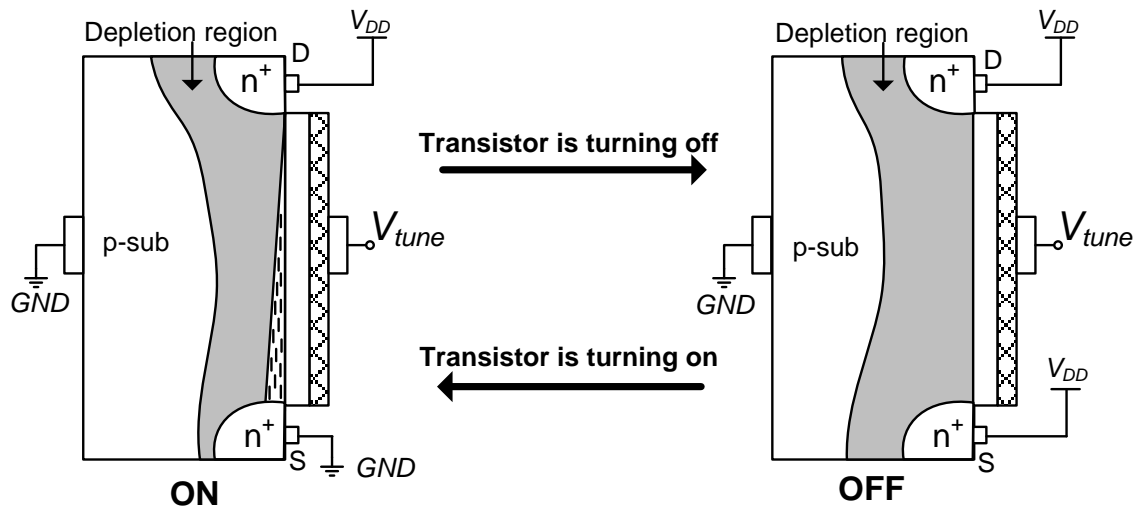 Depletion region
D
V_DD
n+
p-sub
V_tune
GND
n+
S
GND
ON
Transistor is turning off
Transistor is turning on
Depletion region
D
V_DD
n+
p-sub
V_tune
GND
V_DD
n+
S
OFF